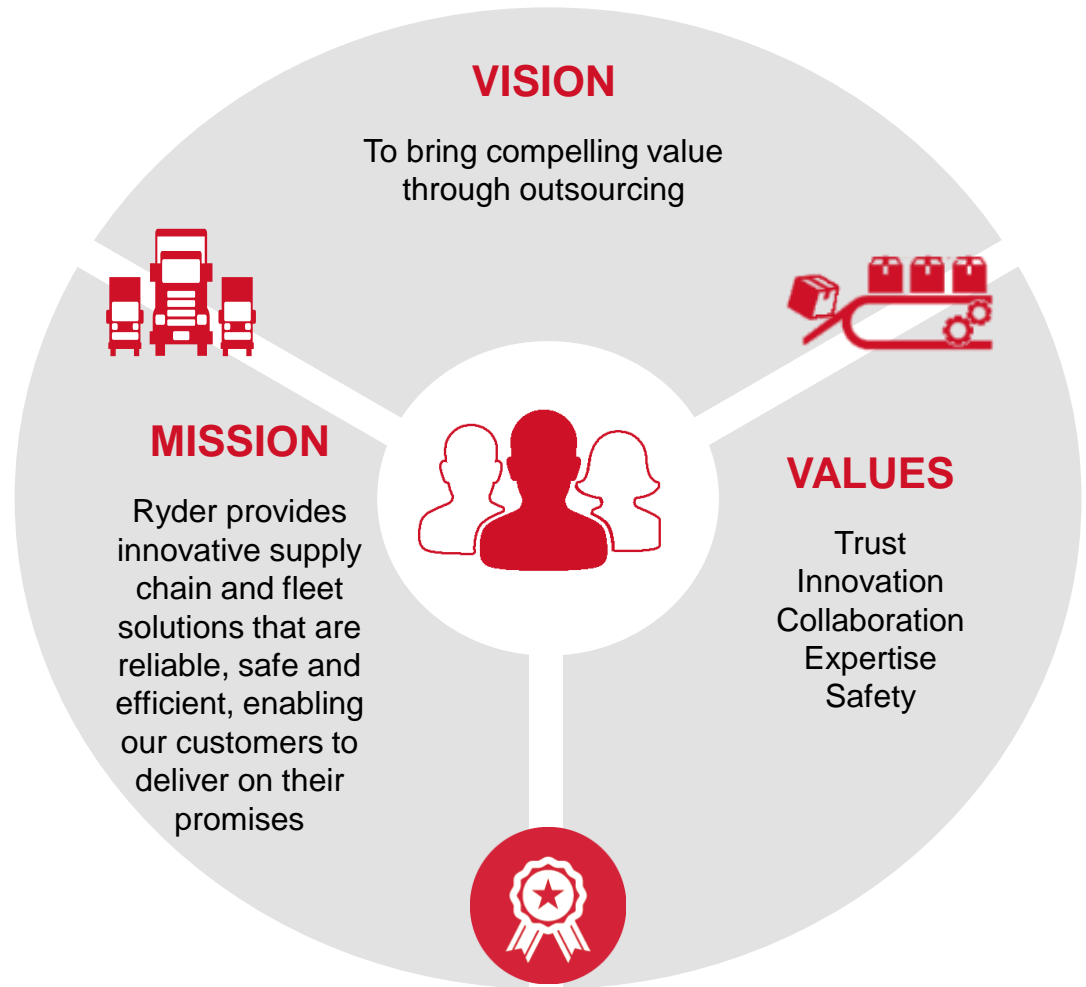 VISION
To bring compelling value
through outsourcing
MISSION
Ryder provides
innovative supply
chain and fleet
solutions that are
reliable, safe and
efficient, enabling
our customers to
deliver on their
promises
VALUES
Trust
Innovation
Collaboration
Expertise
Safety